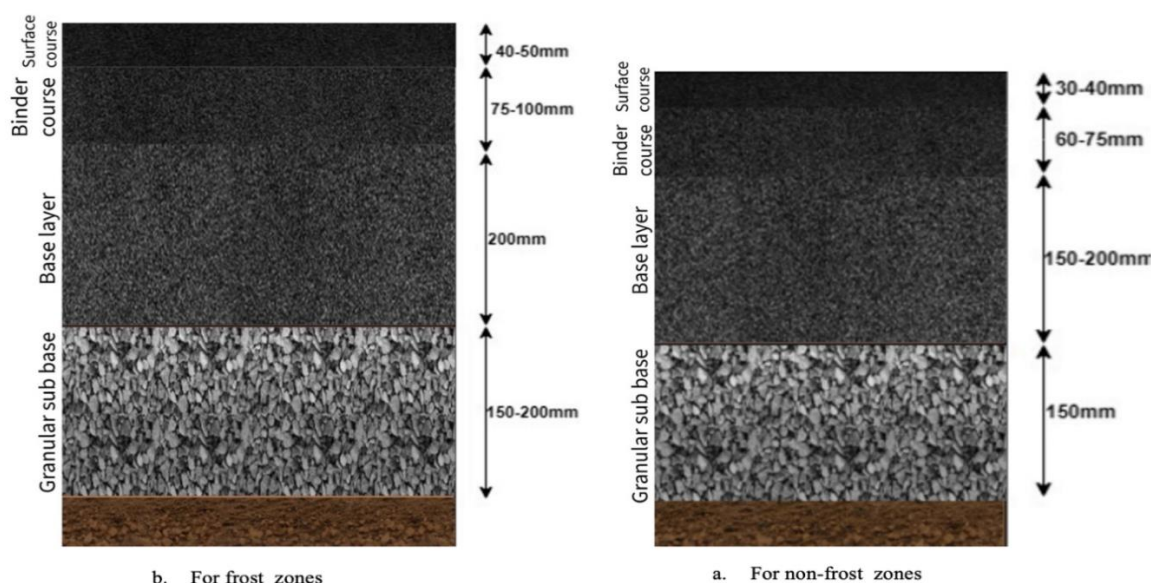 Surface
course
40-50mm
Binder
course
75-100mm
Base layer
200mm
Granular sub base
150-200mm
b. For frost zones
Surface
course
30-40mm
Binder
course
60-75mm
Base layer
150-200mm
Granular sub base
150mm
a. For non-frost zones